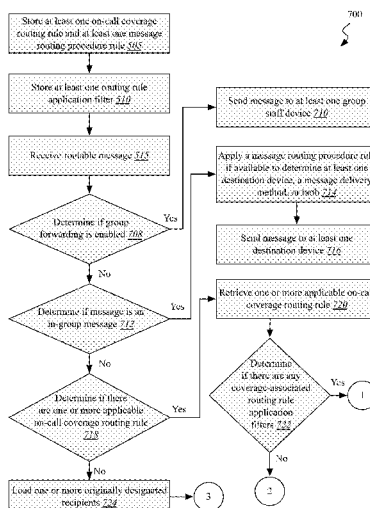 700
Store at least one on-call coverage
routing rule and at least one message
routing procedure rule 505
Store at least one routing rule
application filter 510
Receive routable message 515
Determine if group
forwarding is enabled 708
Yes
No
Send message to at least one group
staff device 710
Determine if message is an
in-group message 712
Yes
No
Apply a message routing procedure rule
if available to determine at least one
destination device, a message delivery
method, or both 714
Send message to at least one
destination device 716
Determine if there
are one or more applicable
on-call coverage routing rule
718
Yes
No
Retrieve one or more applicable on-call
coverage routing rule 720
Determine
if there are any
coverage-associated
routing rule
application
filters 722
Yes
1
No
2
Load one or more originally designated
recipients 724
3